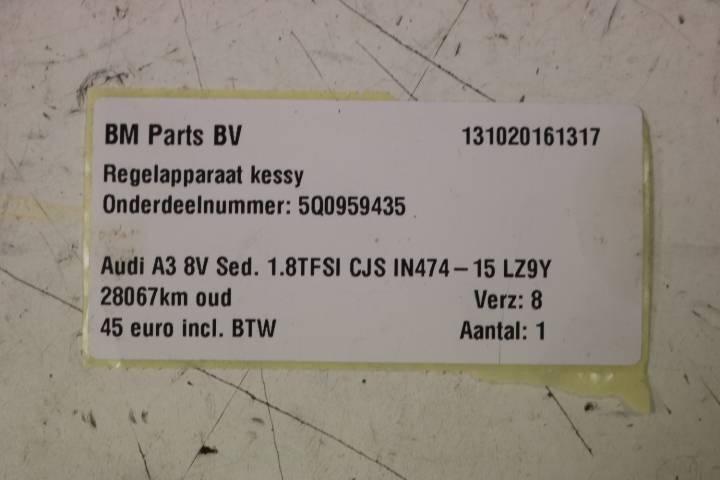 BM Parts BV 131020161317
Regelapparaat kessy
Onderdeelnummer: 5Q0959435
Audi A3 8V Sed. 1.8TFSI CJS IN474-15 LZ9Y
28067km oud Verz: 8
45 euro incl. BTW Aantal: 1